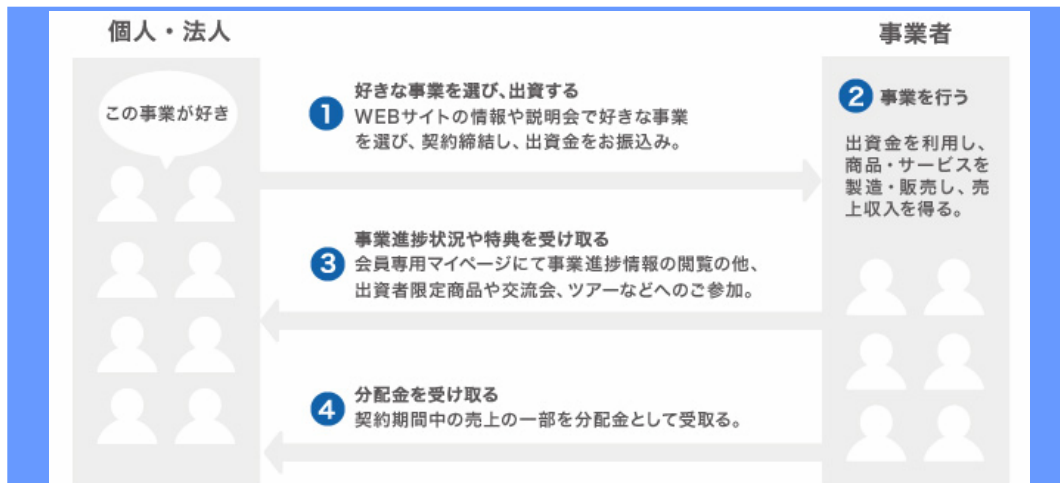 個人・法人
事業者
この事業が好き
1 好きな事業を選び、出資する
WEBサイトの情報や説明会で好きな事業
を選び、契約締結し、出資金をお振込み。
2 事業を行う
出資金を利用し、
商品・サービスを
製造・販売し、売
上収入を得る。
3 事業進捗状況や特典を受け取る
会員専用マイページにて事業進捗情報の閲覧の他、
出資者限定商品や交流会、ツアーなどへのご参加。
4 分配金を受け取る
契約期間中の売上の一部を分配金として受取る。